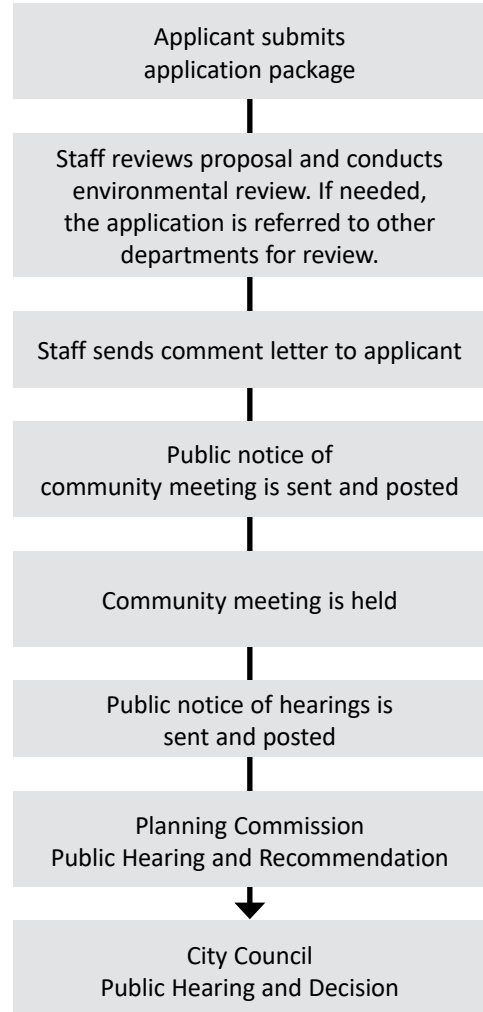 Applicant submits
application package
Staff reviews proposal and conducts
environmental review. If needed,
the application is referred to other
departments for review.
Staff sends comment letter to applicant
Public notice of
community meeting is sent and posted
Community meeting is held
Public notice of hearings is
sent and posted
Planning Commission
Public Hearing and Recommendation
City Council
Public Hearing and Decision